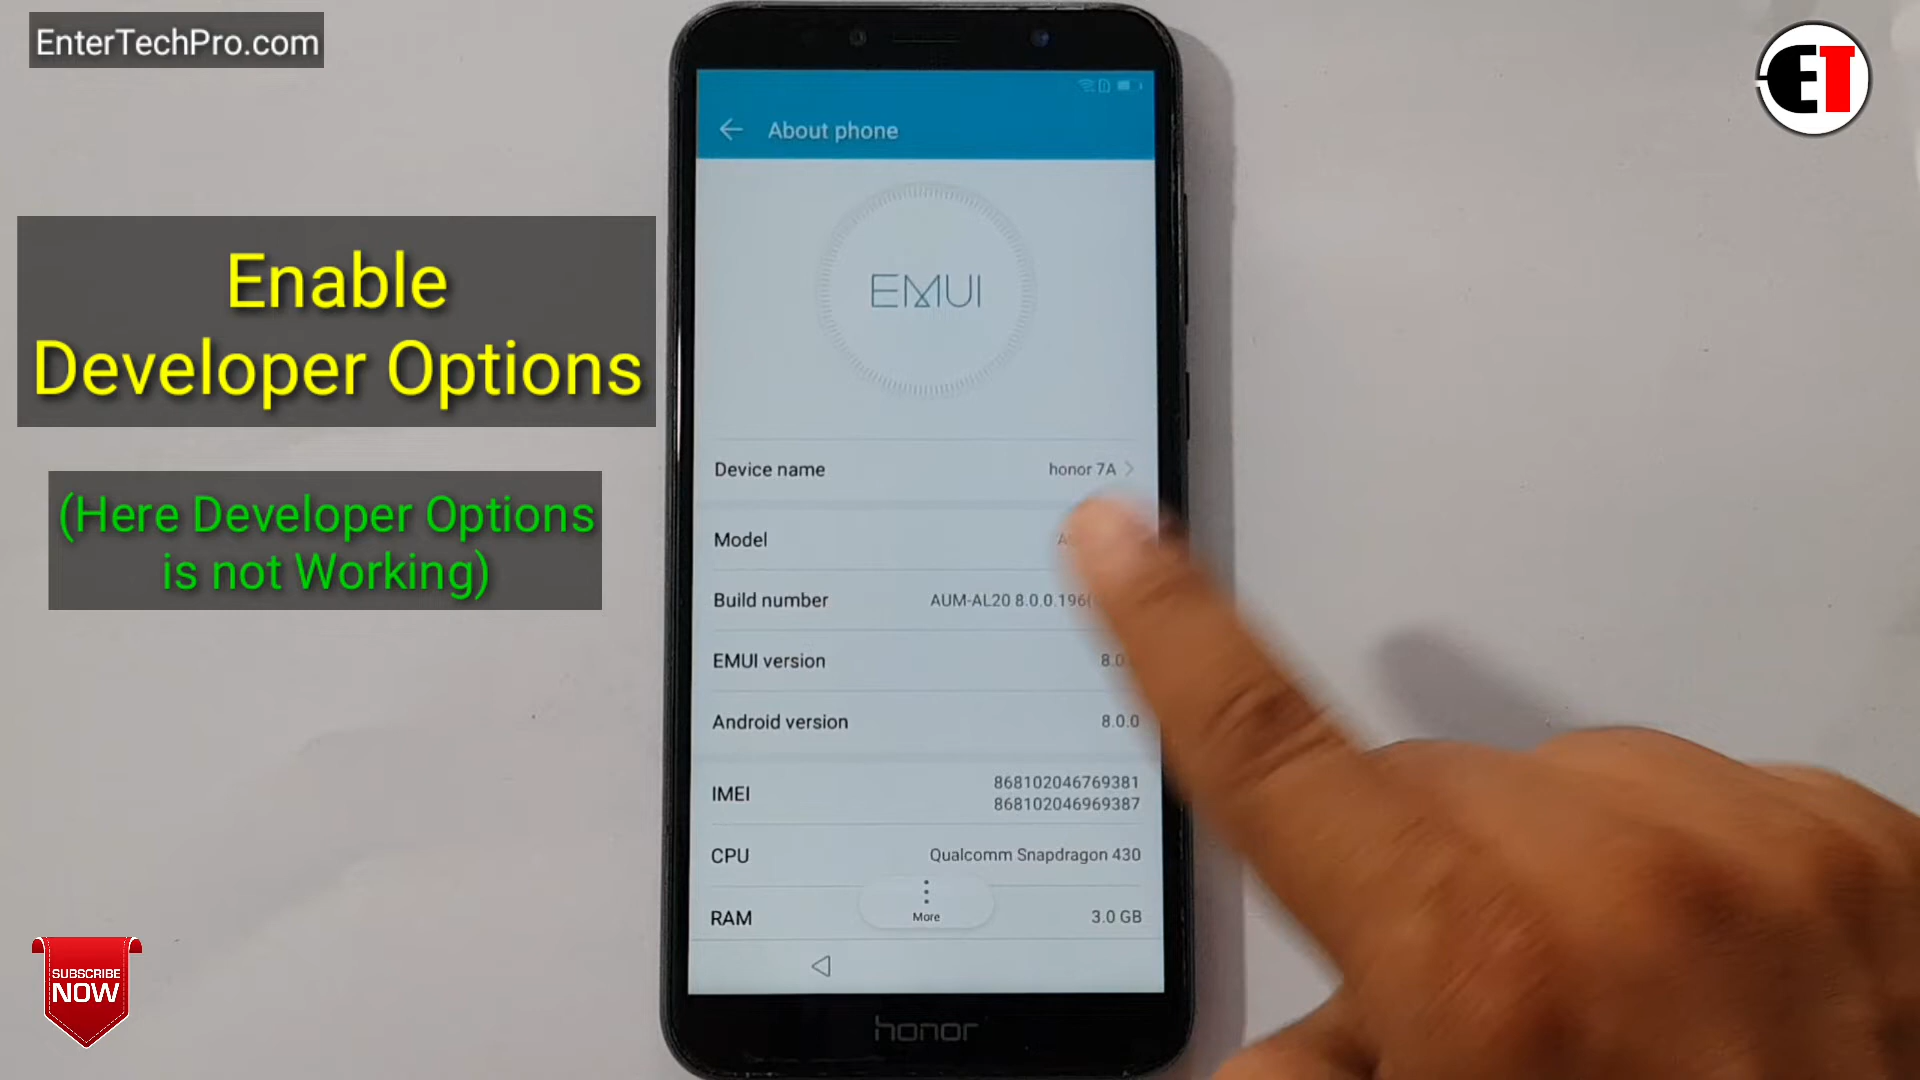 EnterTechPro.com
ET
About phone
EMUI
Enable
Developer Options
(Here Developer Options
is not Working)
Device name honor 7A
Model
Build number AUM-AL20 8.0.0.196(
EMUI version 8.0
Android version 8.0.0
IMEI 868102046769381
868102046969387
CPU Qualcomm Snapdragon 430
More
RAM 3.0 GB
SUBSCRIBE
NOW
honor